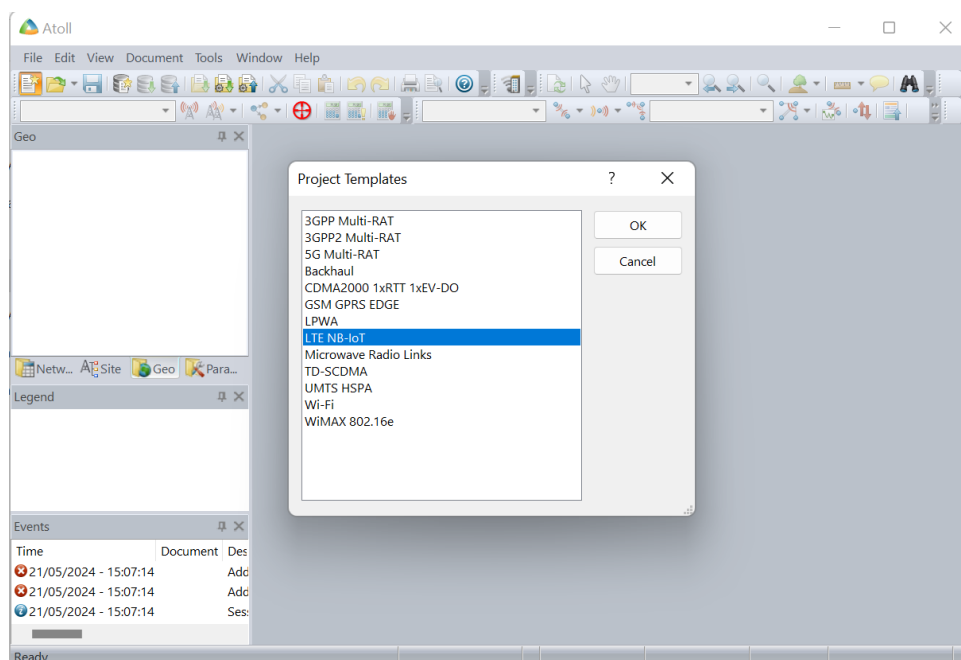 Atoll
File Edit View Document Tools Window Help
Geo
Project Templates
?
3GPP Multi-RAT
3GPP2 Multi-RAT
5G Multi-RAT
Backhaul
CDMA2000 1xRTT 1xEV-DO
GSM GPRS EDGE
LPWA
LTE NB-IoT
Microwave Radio Links
TD-SCDMA
UMTS HSPA
Wi-Fi
WiMAX 802.16e
OK
Cancel
Netw... Site Geo Para...
Legend
Events
Time Document Des
21/05/2024 - 15:07:14 Add
21/05/2024 - 15:07:14 Add
21/05/2024 - 15:07:14 Ses
Ready